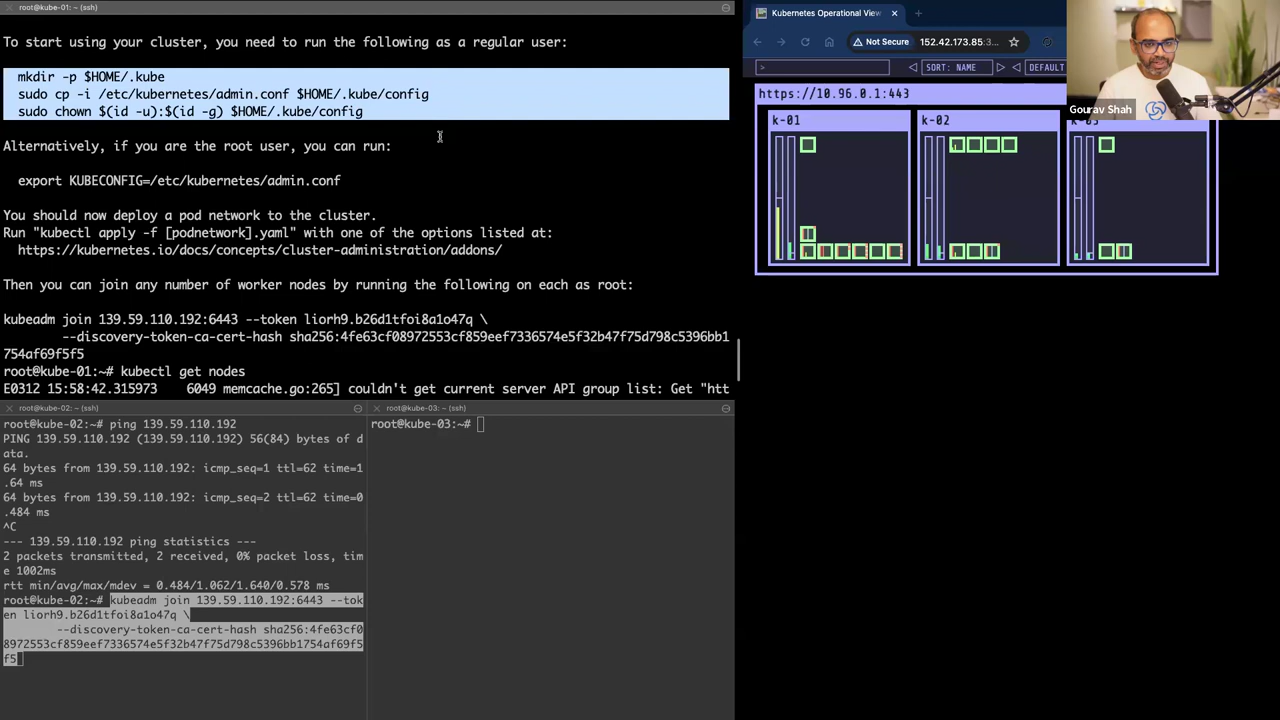 root@kube-01: ~ (ssh)
To start using your cluster, you need to run the following as a regular user:
mkdir -p $HOME/.kube
sudo cp -i /etc/kubernetes/admin.conf $HOME/.kube/config
sudo chown $(id -u):$(id -g) $HOME/.kube/config
Alternatively, if you are the root user, you can run:
export KUBECONFIG=/etc/kubernetes/admin.conf
You should now deploy a pod network to the cluster.
Run "kubectl apply -f [podnetwork].yaml" with one of the options listed at:
https://kubernetes.io/docs/concepts/cluster-administration/addons/
Then you can join any number of worker nodes by running the following on each as root:
kubeadm join 139.59.110.192:6443 --token liorh9.b26d1tfoi8a1o47q \
--discovery-token-ca-cert-hash sha256:4fe63cf08972553cf859eef7336574e5f32b47f75d798c5396bb1
754af69f5f5
root@kube-01:~# kubectl get nodes
E0312 15:58:42.315973    6049 memcache.go:265] couldn't get current server API group list: Get "htt
root@kube-02: ~ (ssh)
root@kube-02:~# ping 139.59.110.192
PING 139.59.110.192 (139.59.110.192) 56(84) bytes of d
ata.
64 bytes from 139.59.110.192: icmp_seq=1 ttl=62 time=1
.64 ms
64 bytes from 139.59.110.192: icmp_seq=2 ttl=62 time=0
.484 ms
^C
--- 139.59.110.192 ping statistics ---
2 packets transmitted, 2 received, 0% packet loss, tim
e 1002ms
rtt min/avg/max/mdev = 0.484/1.062/1.640/0.578 ms
root@kube-02:~# kubeadm join 139.59.110.192:6443 --tok
en liorh9.b26d1tfoi8a1o47q \
--discovery-token-ca-cert-hash sha256:4fe63cf0
8972553cf859eef7336574e5f32b47f75d798c5396bb1754af69f5
f5
root@kube-03: ~ (ssh)
root@kube-03:~#
Kubernetes Operational View
Not Secure 152.42.173.85:3...
> SORT: NAME DEFAULT
https://10.96.0.1:443
k-01 k-02 k-03
Gourav Shah